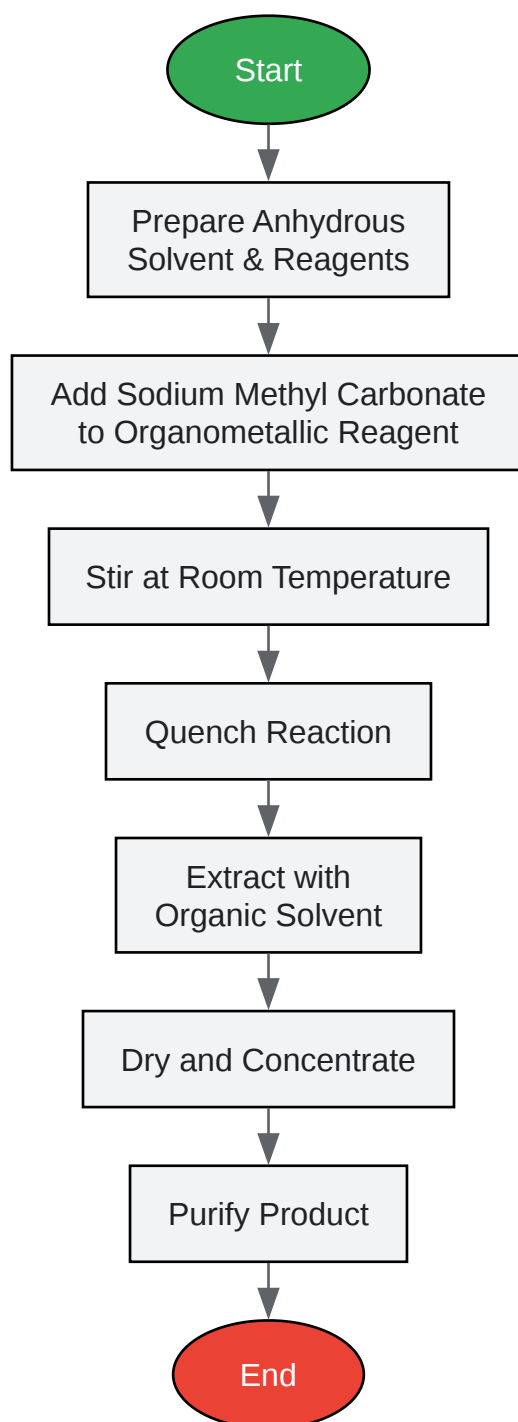 Start
Prepare Anhydrous
Solvent & Reagents
Add Sodium Methyl Carbonate
to Organometallic Reagent
Stir at Room Temperature
Quench Reaction
Extract with
Organic Solvent
Dry and Concentrate
Purify Product
End